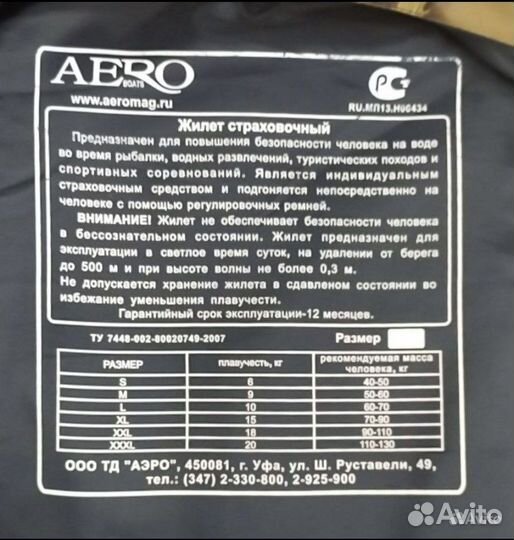 AERO
BOATS
www.aeromag.ru
РС
RU.МП13.Н00434
Жилет страховочный
Предназначен для повышения безопасности человека на воде
во время рыбалки, водных развлечений, туристических походов и
спортивных соревнований. Является индивидуальным
страховочным средством и подгоняется непосредственно на
человеке с помощью регулировочных ремней.
ВНИМАНИЕ! Жилет не обеспечивает безопасности человека
в бессознательном состоянии. Жилет предназначен для
эксплуатации в светлое время суток, на удалении от берега
до 500 м и при высоте волны не более 0,3 м.
Не допускается хранение жилета в сдавленом состоянии во
избежание уменьшения плавучести.
Гарантийный срок эксплуатации-12 месяцев.
ТУ 7448-002-80020749-2007 Размер
РАЗМЕР плавучесть, кг рекомендуемая масса человека, кг
S 6 40-50
M 9 50-60
L 10 60-70
XL 15 70-90
XXL 18 90-110
XXXL 20 110-130
ООО ТД "АЭРО", 450081, г. Уфа, ул. Ш. Руставели, 49,
тел.: (347) 2-330-800, 2-925-900
Avito
Avito